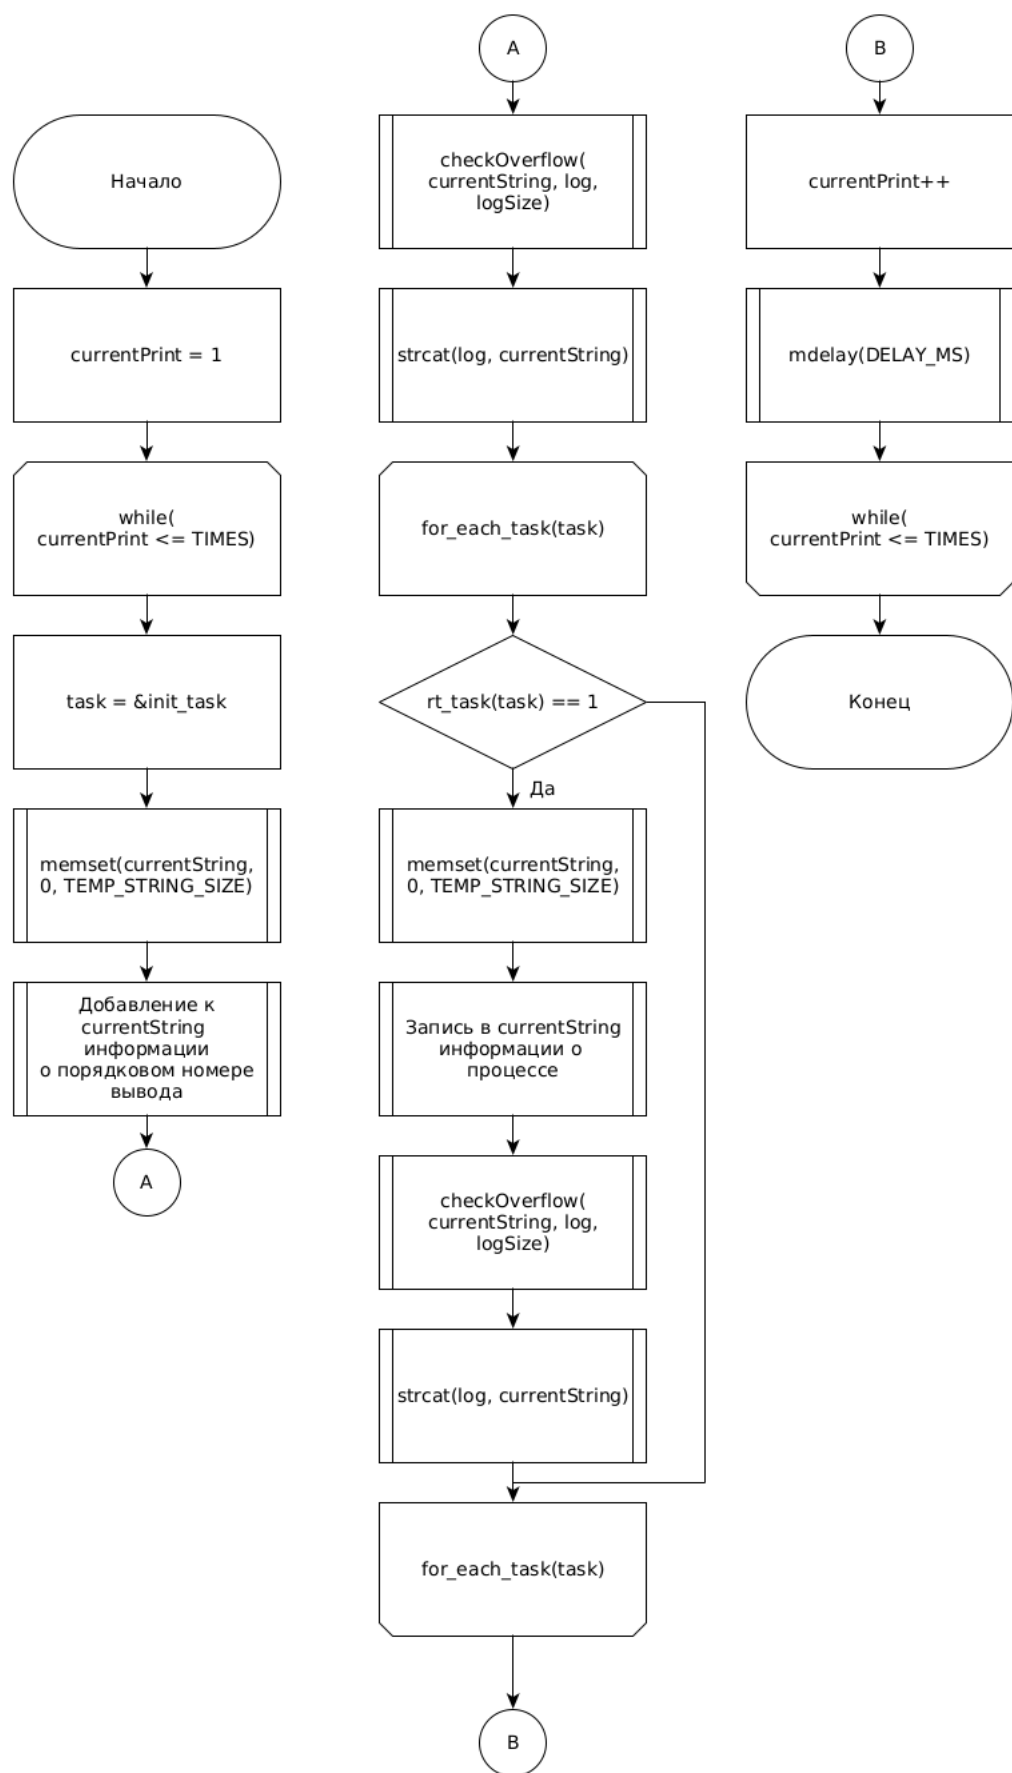 Начало
currentPrint = 1
while(
currentPrint <= TIMES)
task = &init_task
memset(currentString,
0, TEMP_STRING_SIZE)
Добавление к
currentString
информации
о порядковом номере
вывода
A
A
checkOverflow(
currentString, log,
logSize)
strcat(log, currentString)
for_each_task(task)
rt_task(task) == 1
Да
memset(currentString,
0, TEMP_STRING_SIZE)
Запись в currentString
информации о
процессе
checkOverflow(
currentString, log,
logSize)
strcat(log, currentString)
for_each_task(task)
B
B
currentPrint++
mdelay(DELAY_MS)
while(
currentPrint <= TIMES)
Конец